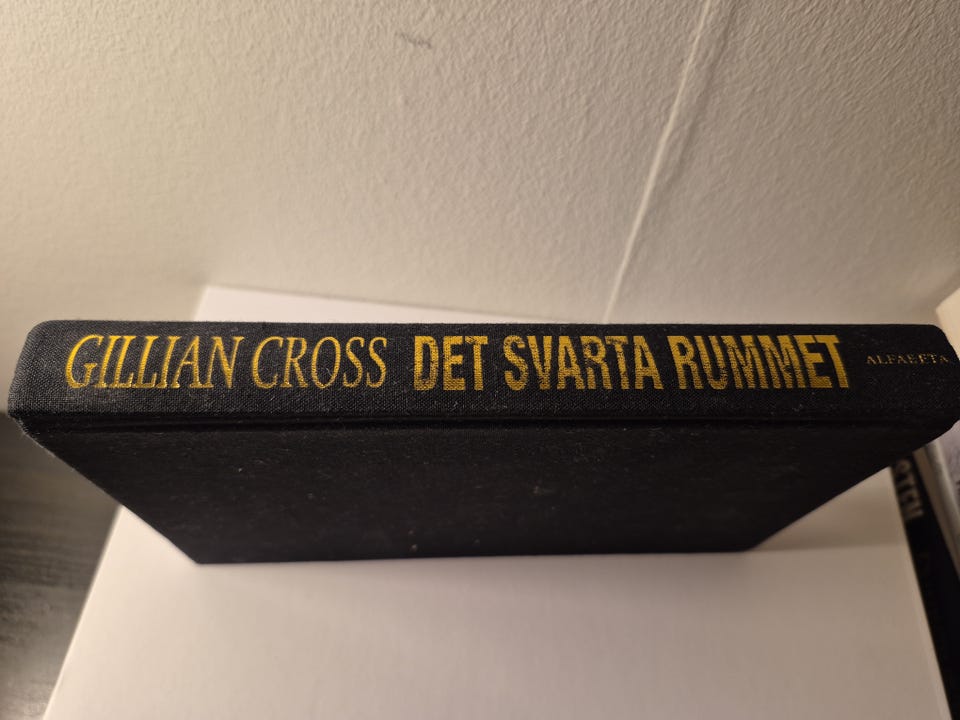 GILLIAN CROSS DET SVARTA RUMMET ALFABETA